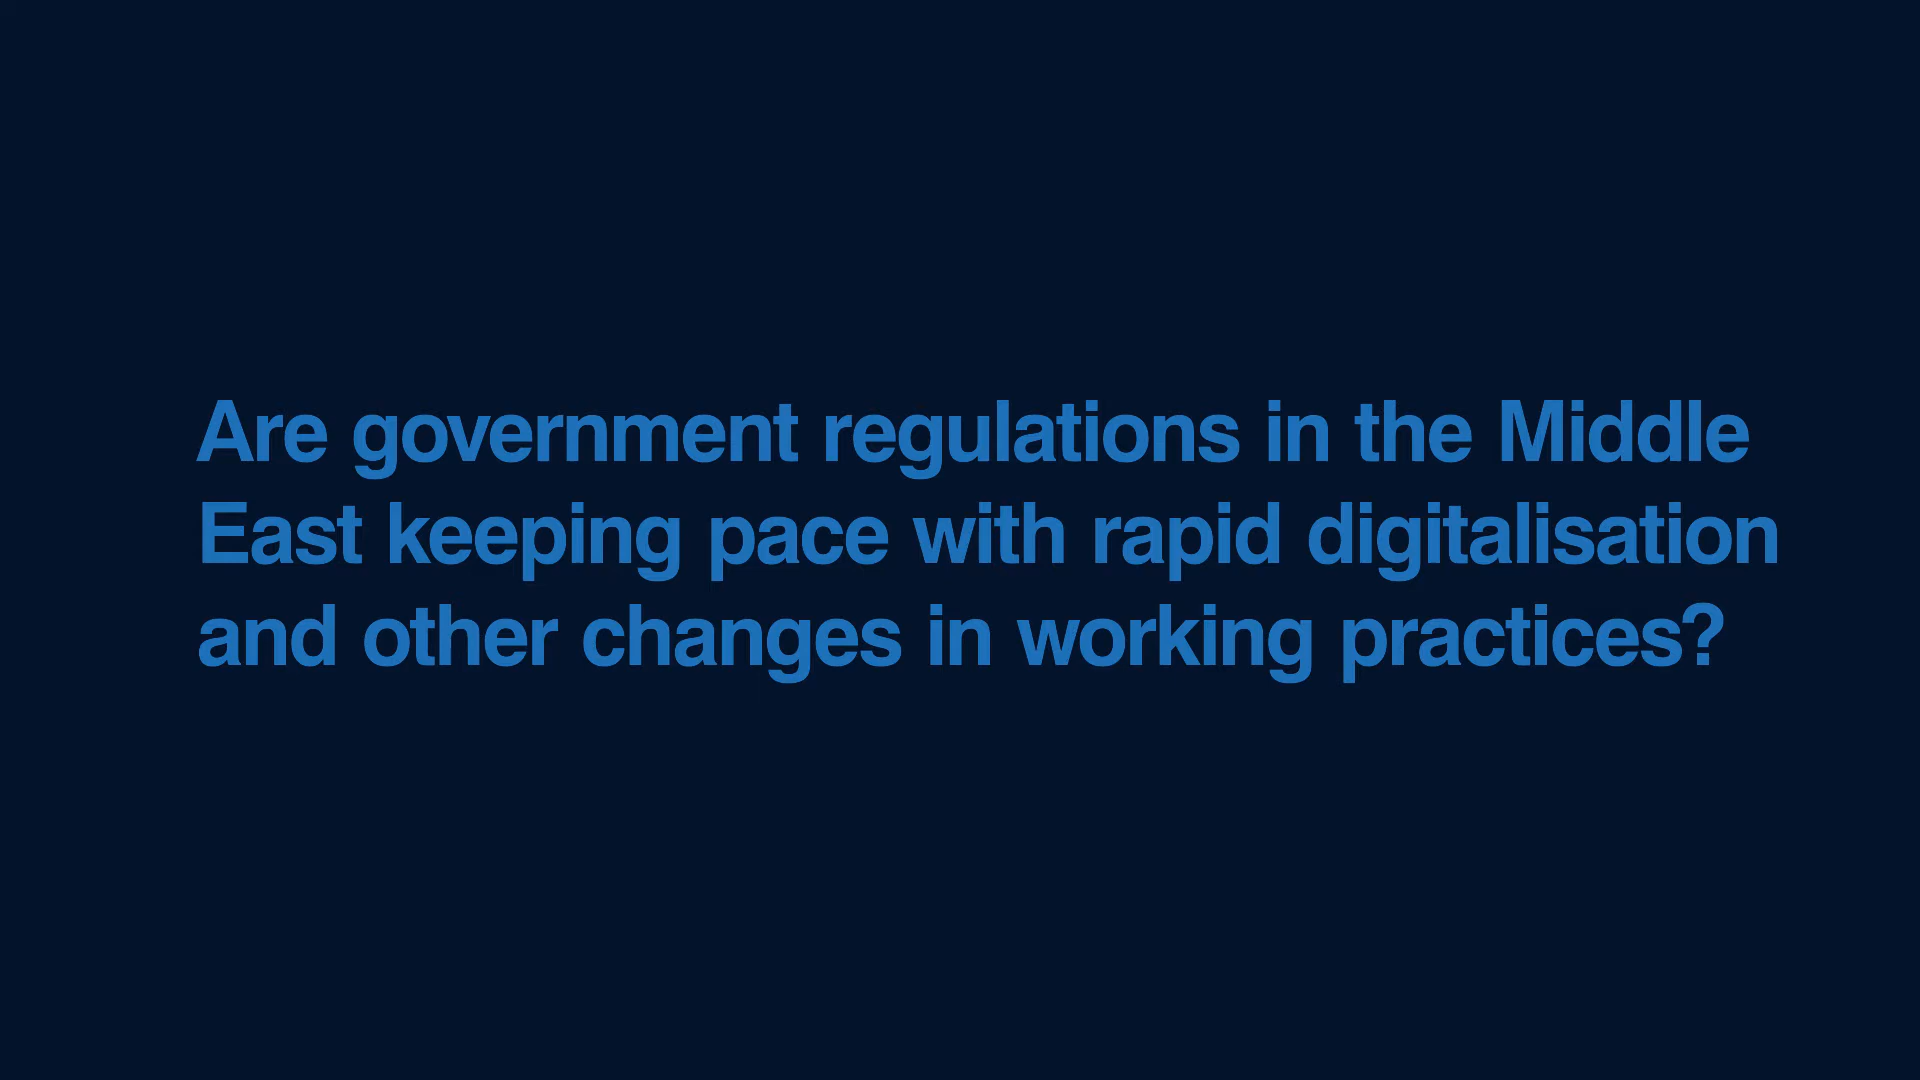 Are government regulations in the Middle
East keeping pace with rapid digitalisation
and other changes in working practices?